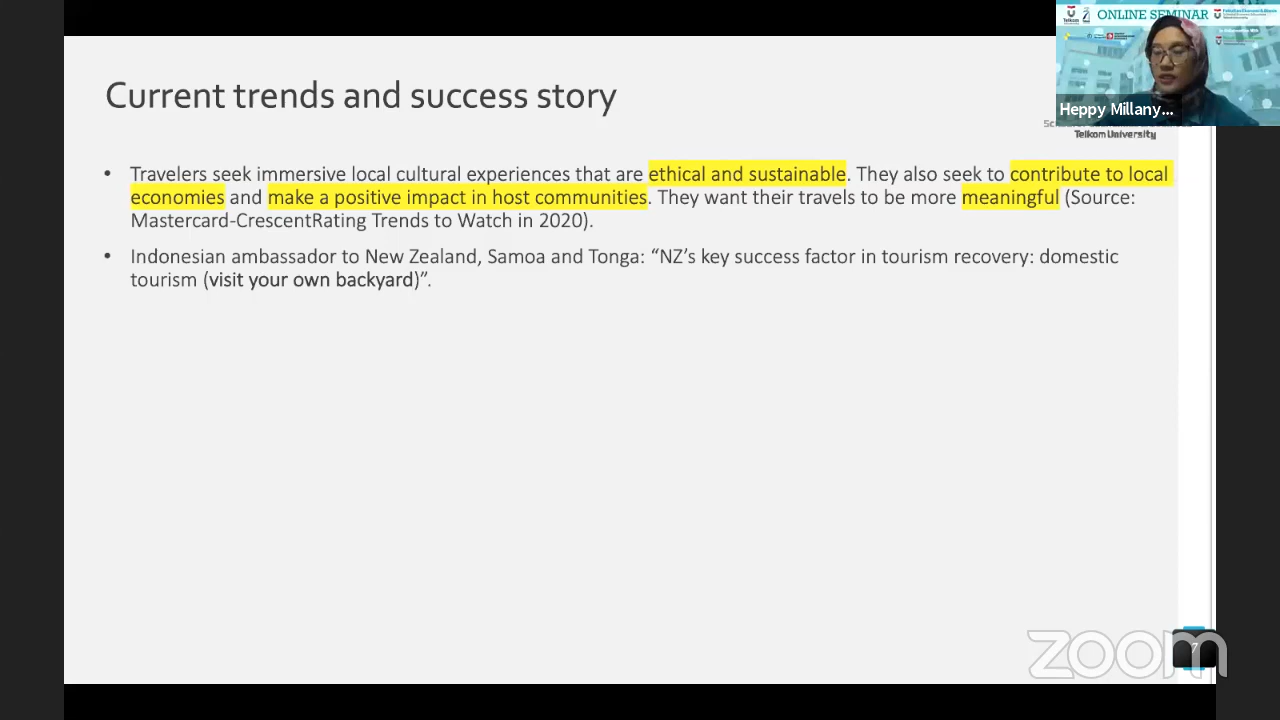 Current trends and success story
• Travelers seek immersive local cultural experiences that are ethical and sustainable. They also seek to contribute to local
economies and make a positive impact in host communities. They want their travels to be more meaningful (Source:
Mastercard-CrescentRating Trends to Watch in 2020).
• Indonesian ambassador to New Zealand, Samoa and Tonga: “NZ’s key success factor in tourism recovery: domestic
tourism (visit your own backyard)”.
ONLINE SEMINAR
Heppy Millany...
Telkom University
7
zoom